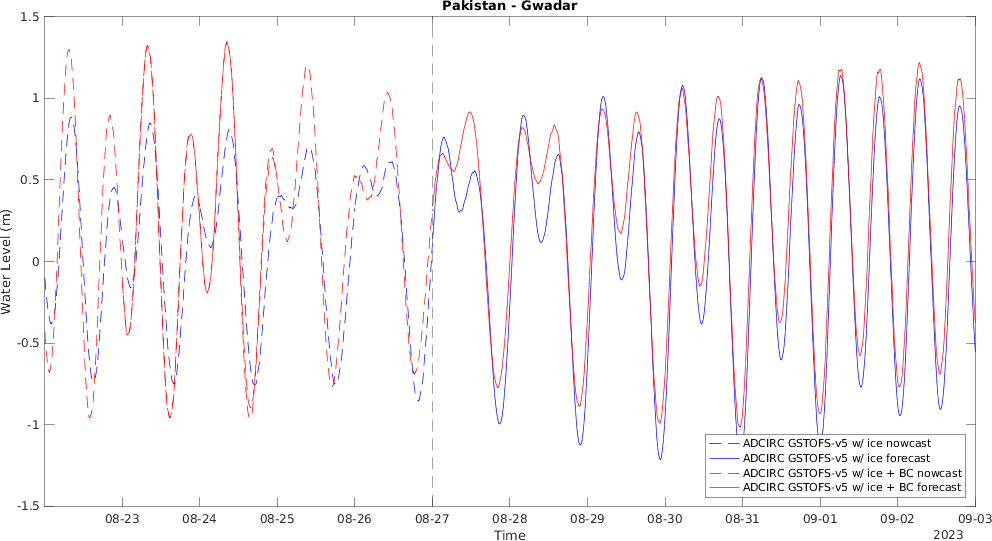 Pakistan - Gwadar
1.5
1
0.5
0
-0.5
-1
-1.5
Water Level (m)
ADCIRC GSTOFS-v5 w/ ice nowcast
ADCIRC GSTOFS-v5 w/ ice forecast
ADCIRC GSTOFS-v5 w/ ice + BC nowcast
ADCIRC GSTOFS-v5 w/ ice + BC forecast
08-23 08-24 08-25 08-26 08-27 08-28 08-29 08-30 08-31 09-01 09-02 09-03
Time
2023